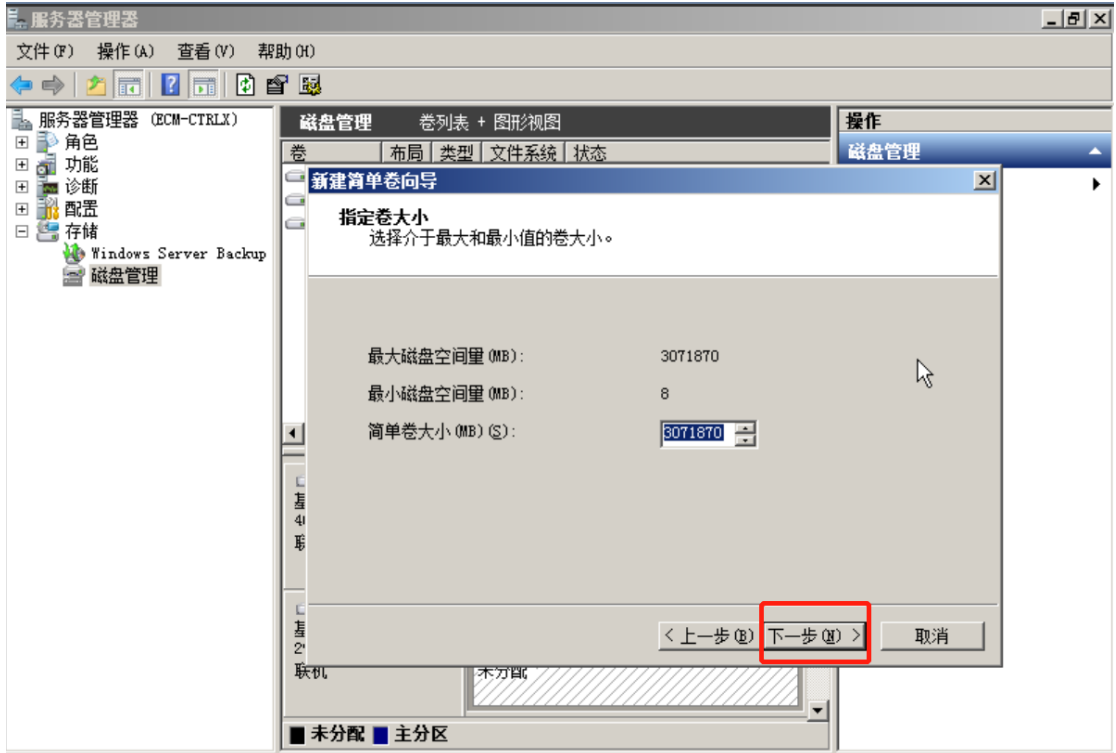 服务器管理器
文件(F) 操作(A) 查看(V) 帮助(H)
服务器管理器 (ECM-CTRLX)
角色
功能
诊断
配置
存储
Windows Server Backup
磁盘管理
磁盘管理 卷列表 + 图形视图
卷 布局 类型 文件系统 状态
操作
磁盘管理
新建简单卷向导
指定卷大小
选择介于最大和最小值的卷大小。
最大磁盘空间量(MB): 3071870
最小磁盘空间量(MB): 8
简单卷大小(MB)(S): 3071870
< 上一步(B) 下一步(N) > 取消
联机 未分配
未分配 主分区